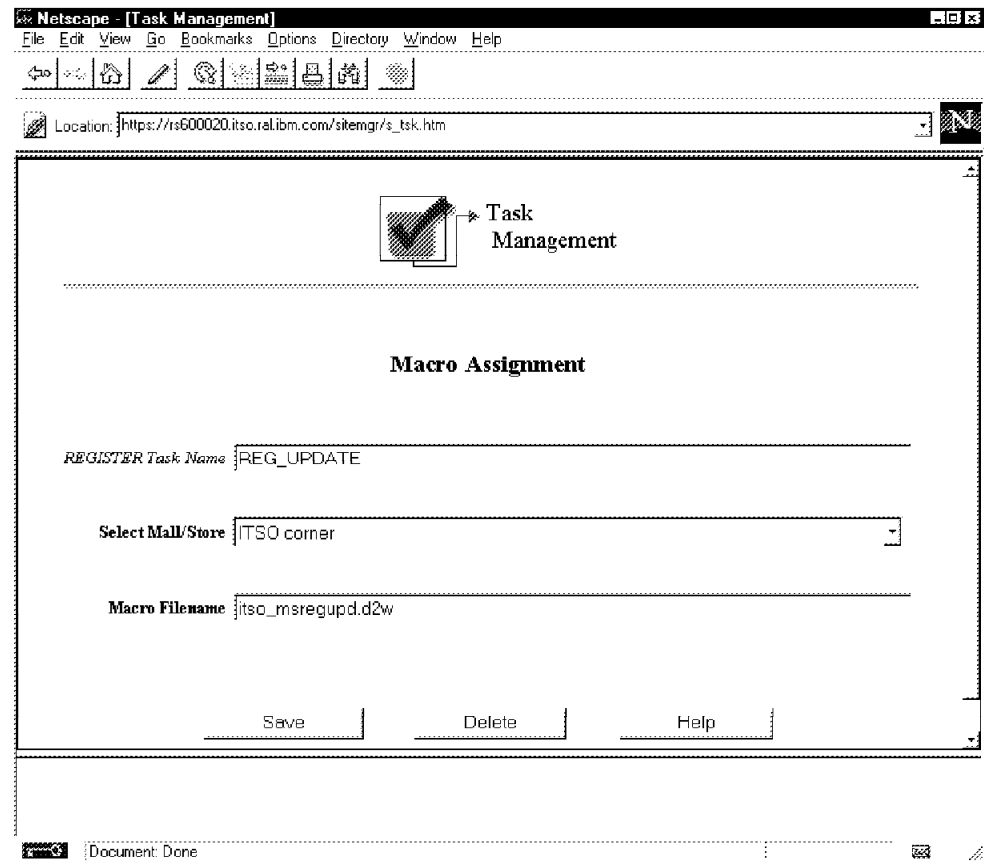 Netscape - [Task Management]
File Edit View Go Bookmarks Options Directory Window Help
Location: https://rs600020.itso.ral.ibm.com/sitemgr/s_tsk.htm
N
Task
Management
Macro Assignment
REGISTER Task Name REG_UPDATE
Select Mall/Store ITSO corner
Macro Filename itso_msregupd.d2w
Save Delete Help
Document: Done